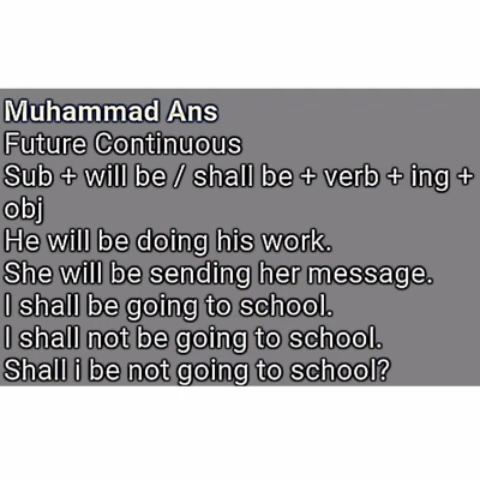 Muhammad Ans
Future Continuous
Sub + will be / shall be + verb + ing +
obj
He will be doing his work.
She will be sending her message.
I shall be going to school.
I shall not be going to school.
Shall i be not going to school?